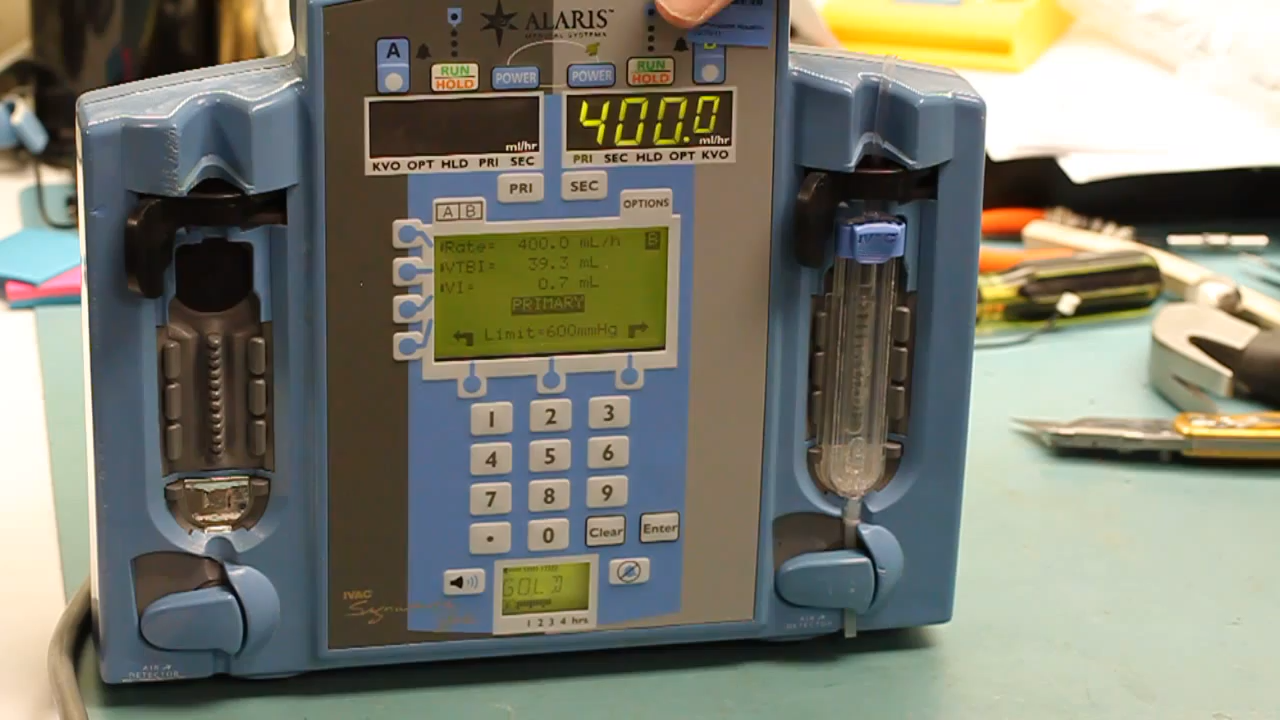 ALARIS™
MEDICAL SYSTEMS
A
B
RUN
HOLD
POWER
POWER
RUN
HOLD
ml/hr
400.0
ml/hr
KVO OPT HLD PRI SEC
PRI SEC HLD OPT KVO
PRI
SEC
A B
OPTIONS
Rate= 400.0 mL/h B
VTBI= 39.3 mL
VI= 0.7 mL
PRIMARY
Limit=600mmHg
IVAC
1 2 3
4 5 6
7 8 9
. 0 Clear Enter
GOLD
1 2 3 4 hrs
IVAC
Signature
AIR
DETECTOR
AIR
DETECTOR